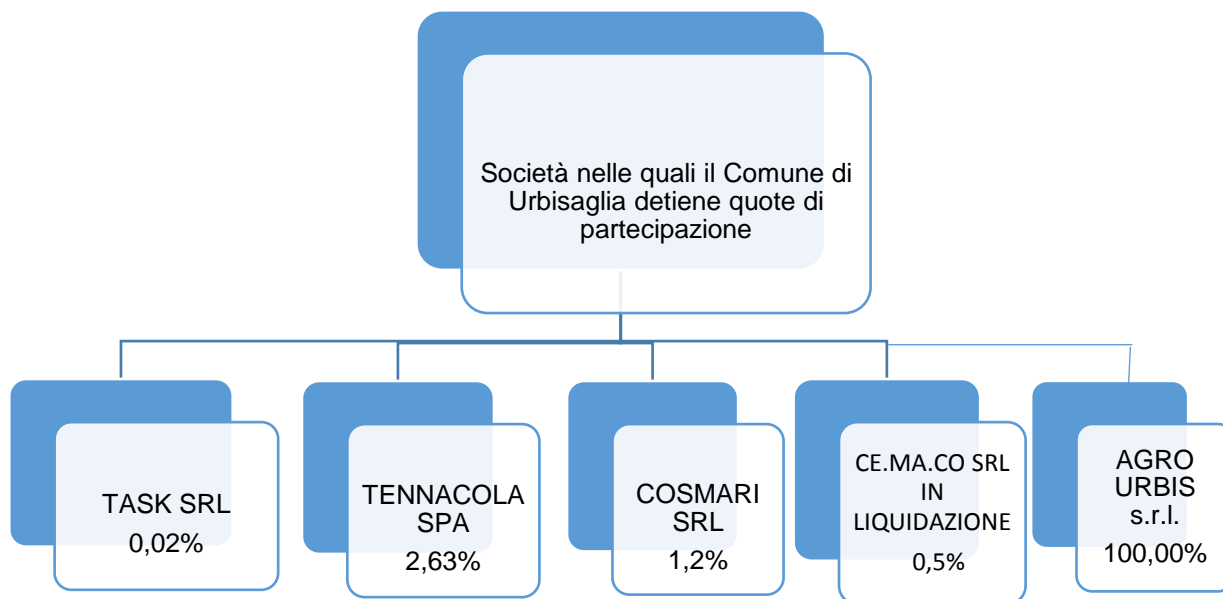 Società nelle quali il Comune di
Urbisaglia detiene quote di
partecipazione
TASK SRL
0,02%
TENNACOLA
SPA
2,63%
COSMARI
SRL
1,2%
CE.MA.CO SRL
IN
LIQUIDAZIONE
0,5%
AGRO
URBIS
s.r.l.
100,00%